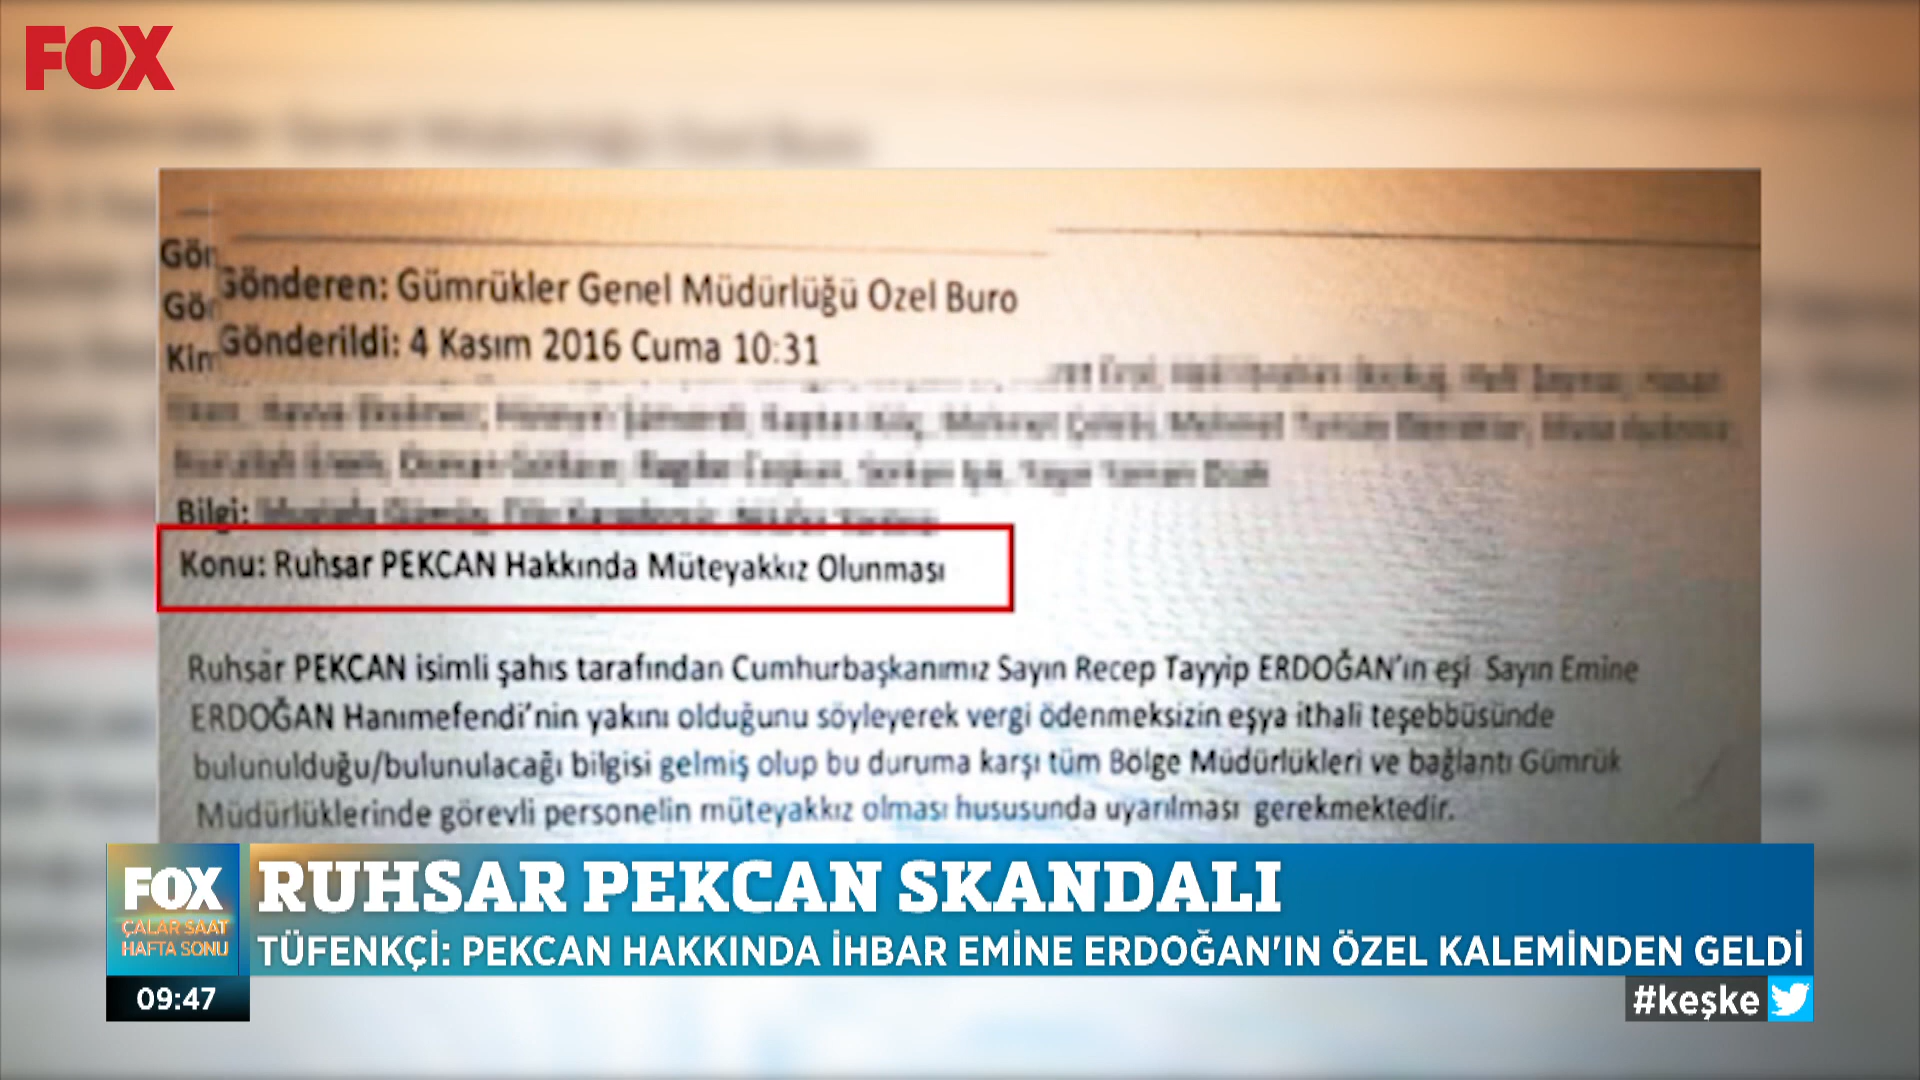 FOX
Gön
Gönderen: Gümrükler Genel Müdürlüğü Ozel Buro
Gön
Gönderildi: 4 Kasım 2016 Cuma 10:31
Kim
Bilgi:
Konu: Ruhsar PEKCAN Hakkında Müteyakkız Olunması
Ruhsar PEKCAN isimli şahıs tarafından Cumhurbaşkanımız Sayın Recep Tayyip ERDOĞAN'ın eşi Sayın Emine
ERDOĞAN Hanımefendi'nin yakını olduğunu söyleyerek vergi ödenmeksizin eşya ithali teşebbüsünde
bulunulduğu/bulunulacağı bilgisi gelmiş olup bu duruma karşı tüm Bölge Müdürlükleri ve bağlantı Gümrük
Müdürlüklerinde görevli personelin müteyakkız olması hususunda uyarılması gerekmektedir.
FOX
ÇALAR SAAT
HAFTA SONU
RUHSAR PEKCAN SKANDALI
TÜFENKÇİ: PEKCAN HAKKINDA İHBAR EMİNE ERDOĞAN'IN ÖZEL KALEMİNDEN GELDİ
09:47
#keşke